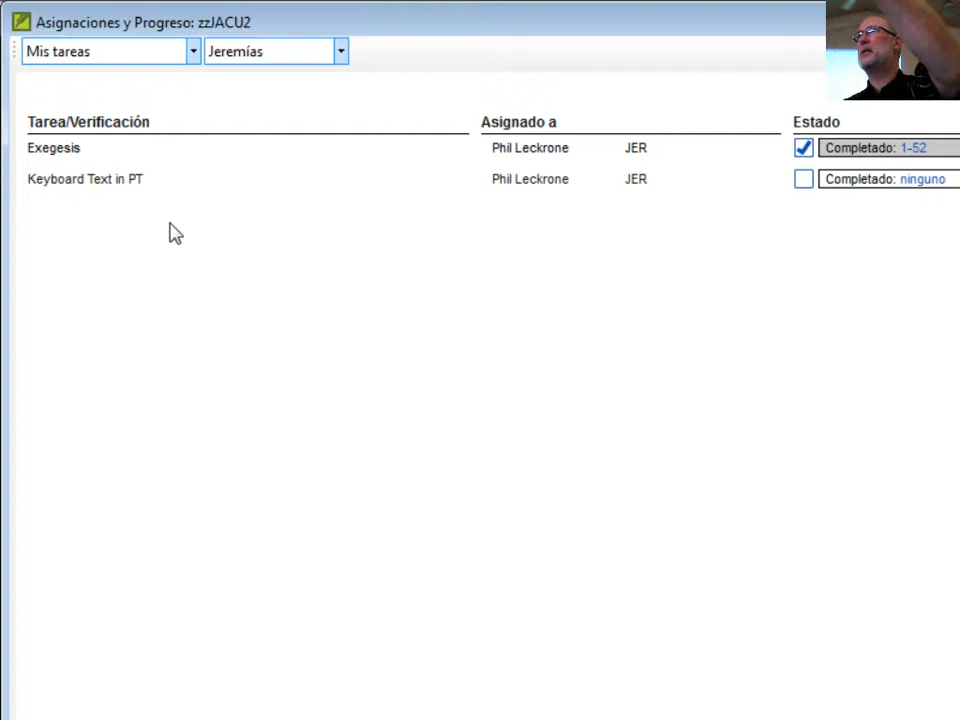 Asignaciones y Progreso: zzJACU2
Mis tareas Jeremías
Tarea/Verificación Asignado a Estado
Exegesis Phil Leckrone JER Completado: 1-52
Keyboard Text in PT Phil Leckrone JER Completado: ninguno